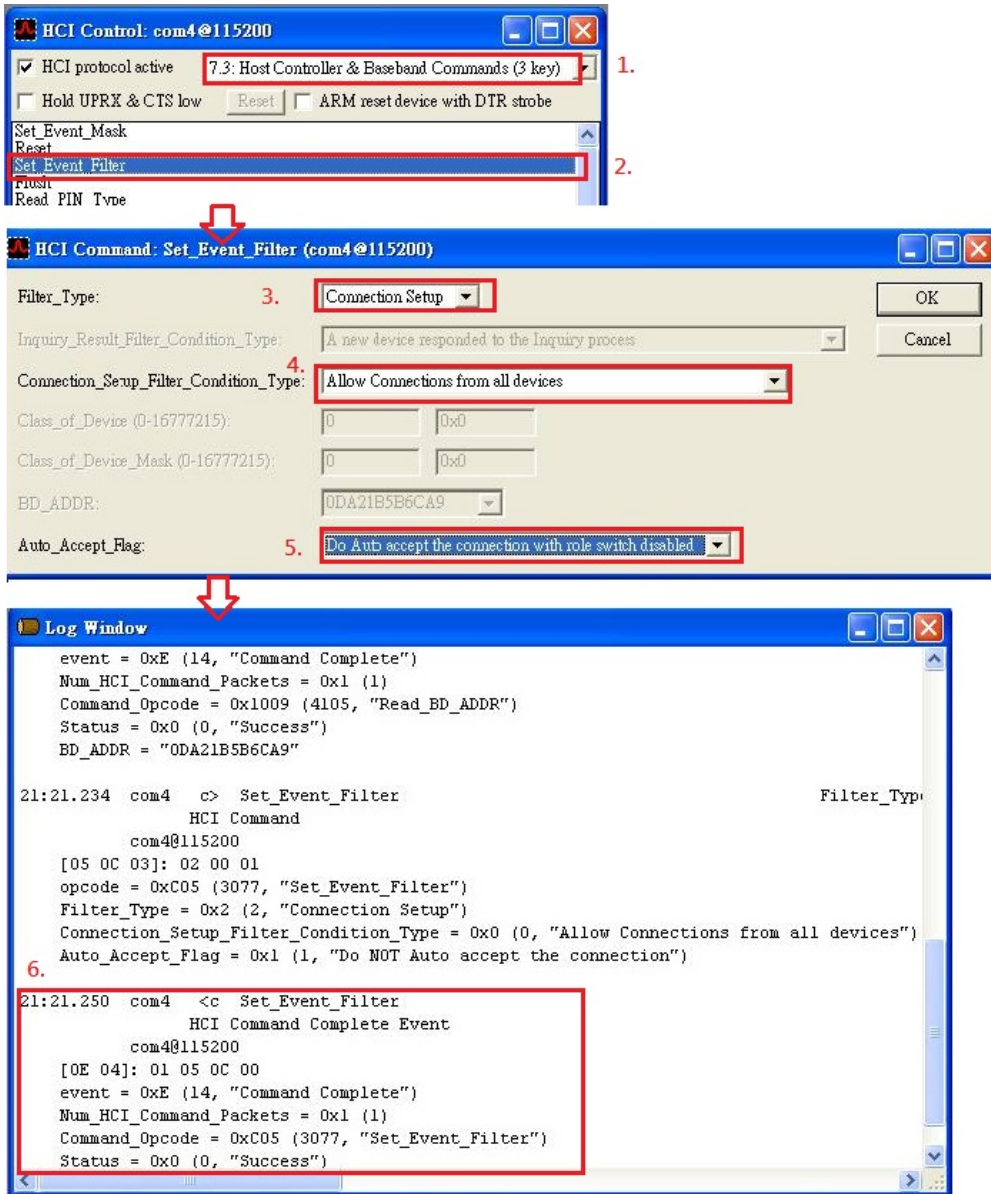 HCI Control: com4@115200
HCI protocol active 7.3: Host Controller & Baseband Commands (3 key) 1.
Hold UPRX & CTS low Reset ARM reset device with DTR strobe
Set_Event_Mask
Reset
Set_Event_Filter 2.
Flush
Read_PIN_Type
HCI Command: Set_Event_Filter (com4@115200)
Filter_Type: 3. Connection Setup OK
Inquiry_Result_Filter_Condition_Type: A new device responded to the Inquiry process Cancel
4.
Connection_Setup_Filter_Condition_Type: Allow Connections from all devices
Class_of_Device (0-16777215): 0 0x0
Class_of_Device_Mask (0-16777215): 0 0x0
BD_ADDR: 0DA21B5B6CA9
Auto_Accept_Flag: 5. Do Auto accept the connection with role switch disabled
Log Window
event = 0xE (14, "Command Complete")
Num_HCI_Command_Packets = 0x1 (1)
Command_Opcode = 0x1009 (4105, "Read_BD_ADDR")
Status = 0x0 (0, "Success")
BD_ADDR = "0DA21B5B6CA9"
21:21.234 com4 c> Set_Event_Filter Filter_Typ
HCI Command
com4@115200
[05 0C 03]: 02 00 01
opcode = 0xC05 (3077, "Set_Event_Filter")
Filter_Type = 0x2 (2, "Connection Setup")
Connection_Setup_Filter_Condition_Type = 0x0 (0, "Allow Connections from all devices")
Auto_Accept_Flag = 0x1 (1, "Do NOT Auto accept the connection")
6.
21:21.250 com4 <c Set_Event_Filter
HCI Command Complete Event
com4@115200
[0E 04]: 01 05 0C 00
event = 0xE (14, "Command Complete")
Num_HCI_Command_Packets = 0x1 (1)
Command_Opcode = 0xC05 (3077, "Set_Event_Filter")
Status = 0x0 (0, "Success")